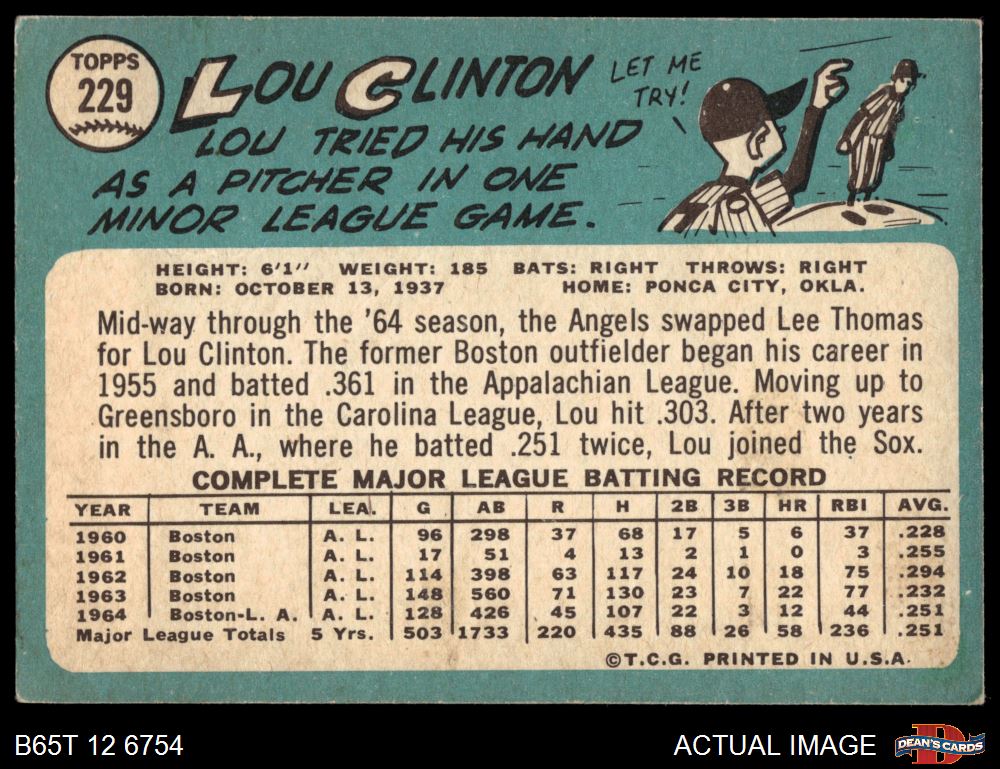 TOPPS
229
LOU CLINTON
LET ME
TRY!
LOU TRIED HIS HAND
AS A PITCHER IN ONE
MINOR LEAGUE GAME.
HEIGHT: 6'1" WEIGHT: 185 BATS: RIGHT THROWS: RIGHT
BORN: OCTOBER 13, 1937 HOME: PONCA CITY, OKLA.
Mid-way through the '64 season, the Angels swapped Lee Thomas
for Lou Clinton. The former Boston outfielder began his career in
1955 and batted .361 in the Appalachian League. Moving up to
Greensboro in the Carolina League, Lou hit .303. After two years
in the A. A., where he batted .251 twice, Lou joined the Sox.
COMPLETE MAJOR LEAGUE BATTING RECORD
YEAR TEAM LEA. G AB R H 2B 3B HR RBI AVG.
1960 Boston A. L. 96 298 37 68 17 5 6 37 .228
1961 Boston A. L. 17 51 4 13 2 1 0 3 .255
1962 Boston A. L. 114 398 63 117 24 10 18 75 .294
1963 Boston A. L. 148 560 71 130 23 7 22 77 .232
1964 Boston-L. A. A. L. 128 426 45 107 22 3 12 44 .251
Major League Totals 5 Yrs. 503 1733 220 435 88 26 58 236 .251
©T.C.G. PRINTED IN U.S.A.
B65T 12 6754
ACTUAL IMAGE
D
DEAN'S CARDS